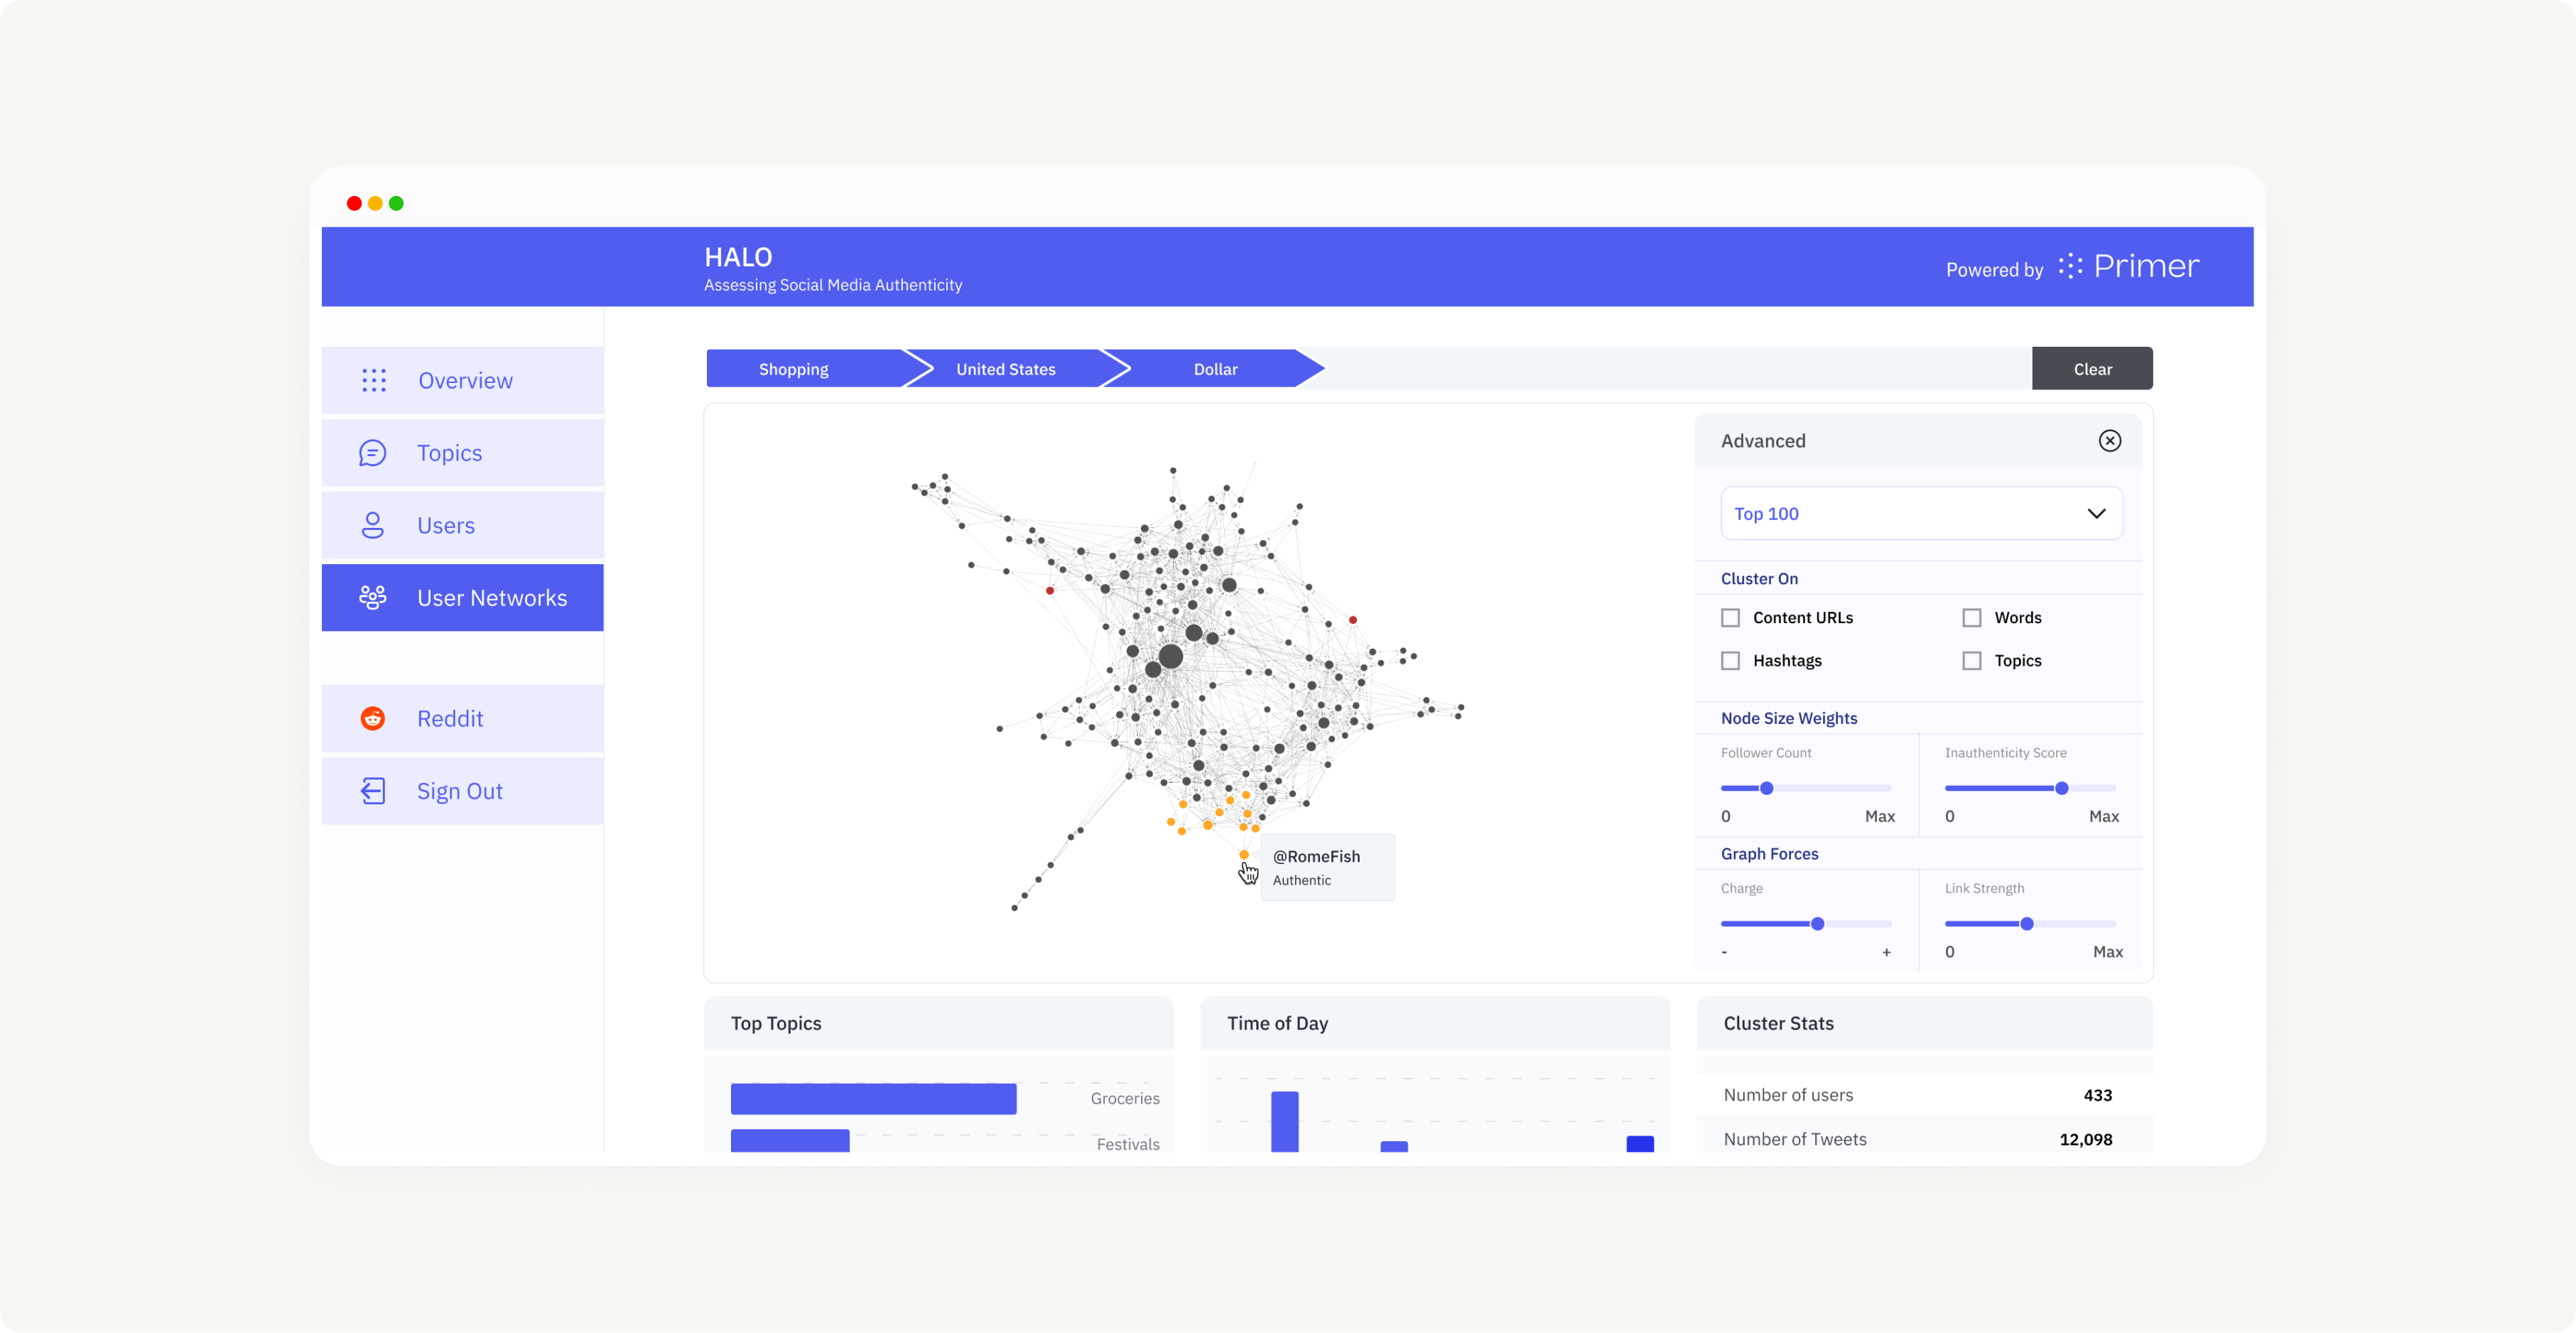 HALO
Assessing Social Media Authenticity
Powered by Primer
Overview
Topics
Users
User Networks
Reddit
Sign Out
Shopping
United States
Dollar
Clear
@RomeFish
Authentic
Advanced
Top 100
Cluster On
Content URLs
Words
Hashtags
Topics
Node Size Weights
Follower Count
Inauthenticity Score
0 Max
0 Max
Graph Forces
Charge
Link Strength
- +
0 Max
Top Topics
Groceries
Festivals
Time of Day
Cluster Stats
Number of users 433
Number of Tweets 12,098